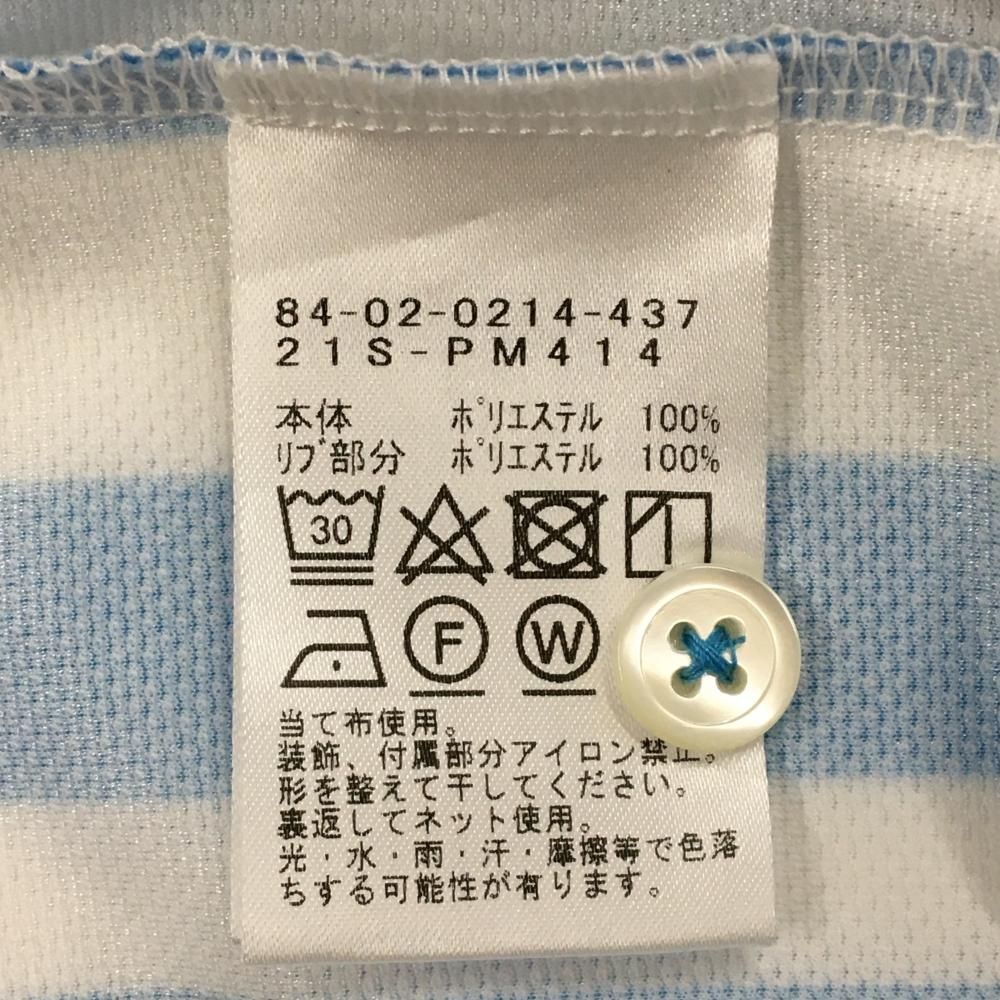 84-02-0214-437
21S-PM414
本体 ポリエステル 100%
リブ部分 ポリエステル 100%
30
F W
当て布使用。
装飾、付属部分アイロン禁止。
形を整えて干してください。
裏返してネット使用。
光・水・雨・汗・摩擦等で色落
ちする可能性が有ります。